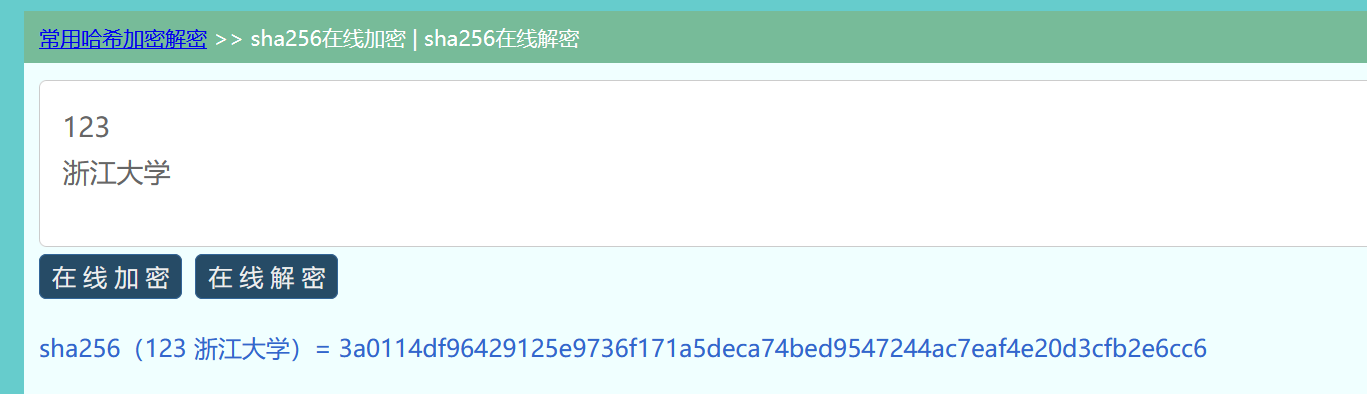 常用哈希加密解密 >> sha256在线加密 | sha256在线解密
123
浙江大学
在线加密 在线解密
sha256（123 浙江大学）= 3a0114df96429125e9736f171a5deca74bed9547244ac7eaf4e20d3cfb2e6cc6